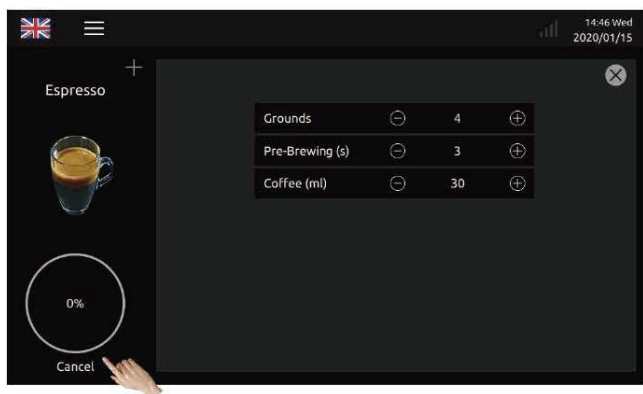 14:46 Wed
2020/01/15
Espresso
Grounds 4
Pre-Brewing (s) 3
Coffee (ml) 30
0%
Cancel